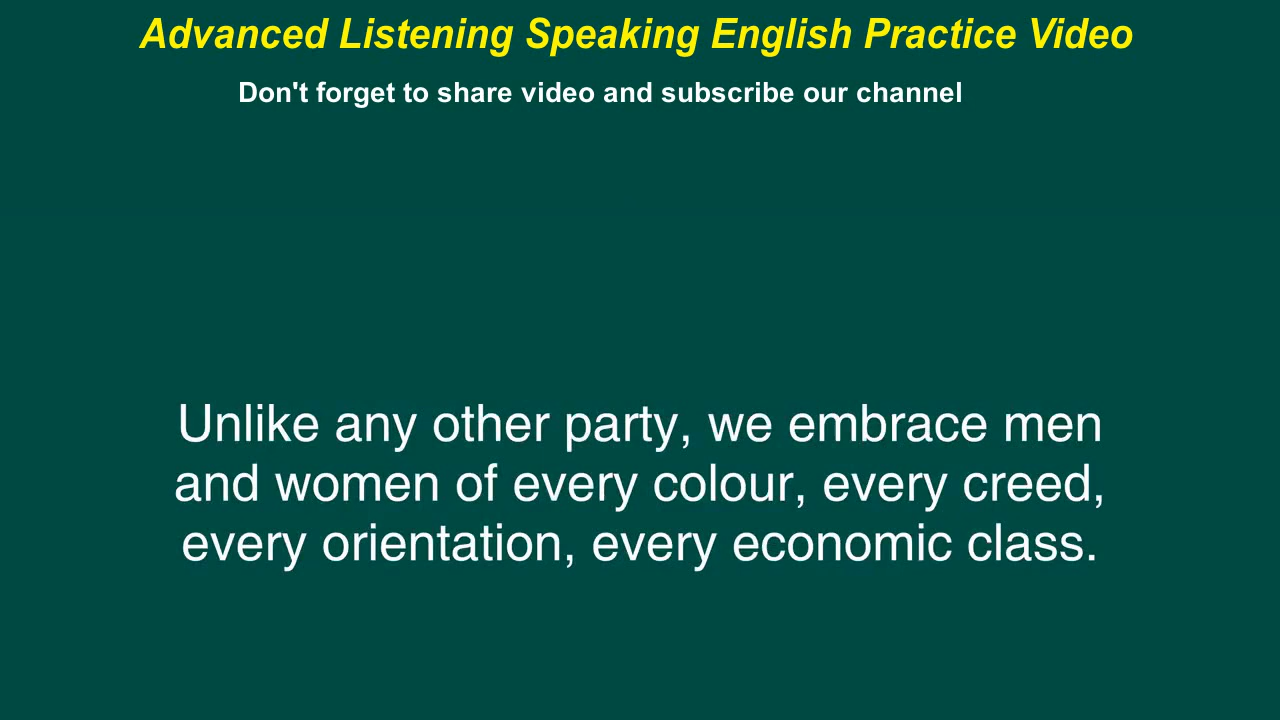 Advanced Listening Speaking English Practice Video
Don't forget to share video and subscribe our channel
Unlike any other party, we embrace men
and women of every colour, every creed,
every orientation, every economic class.